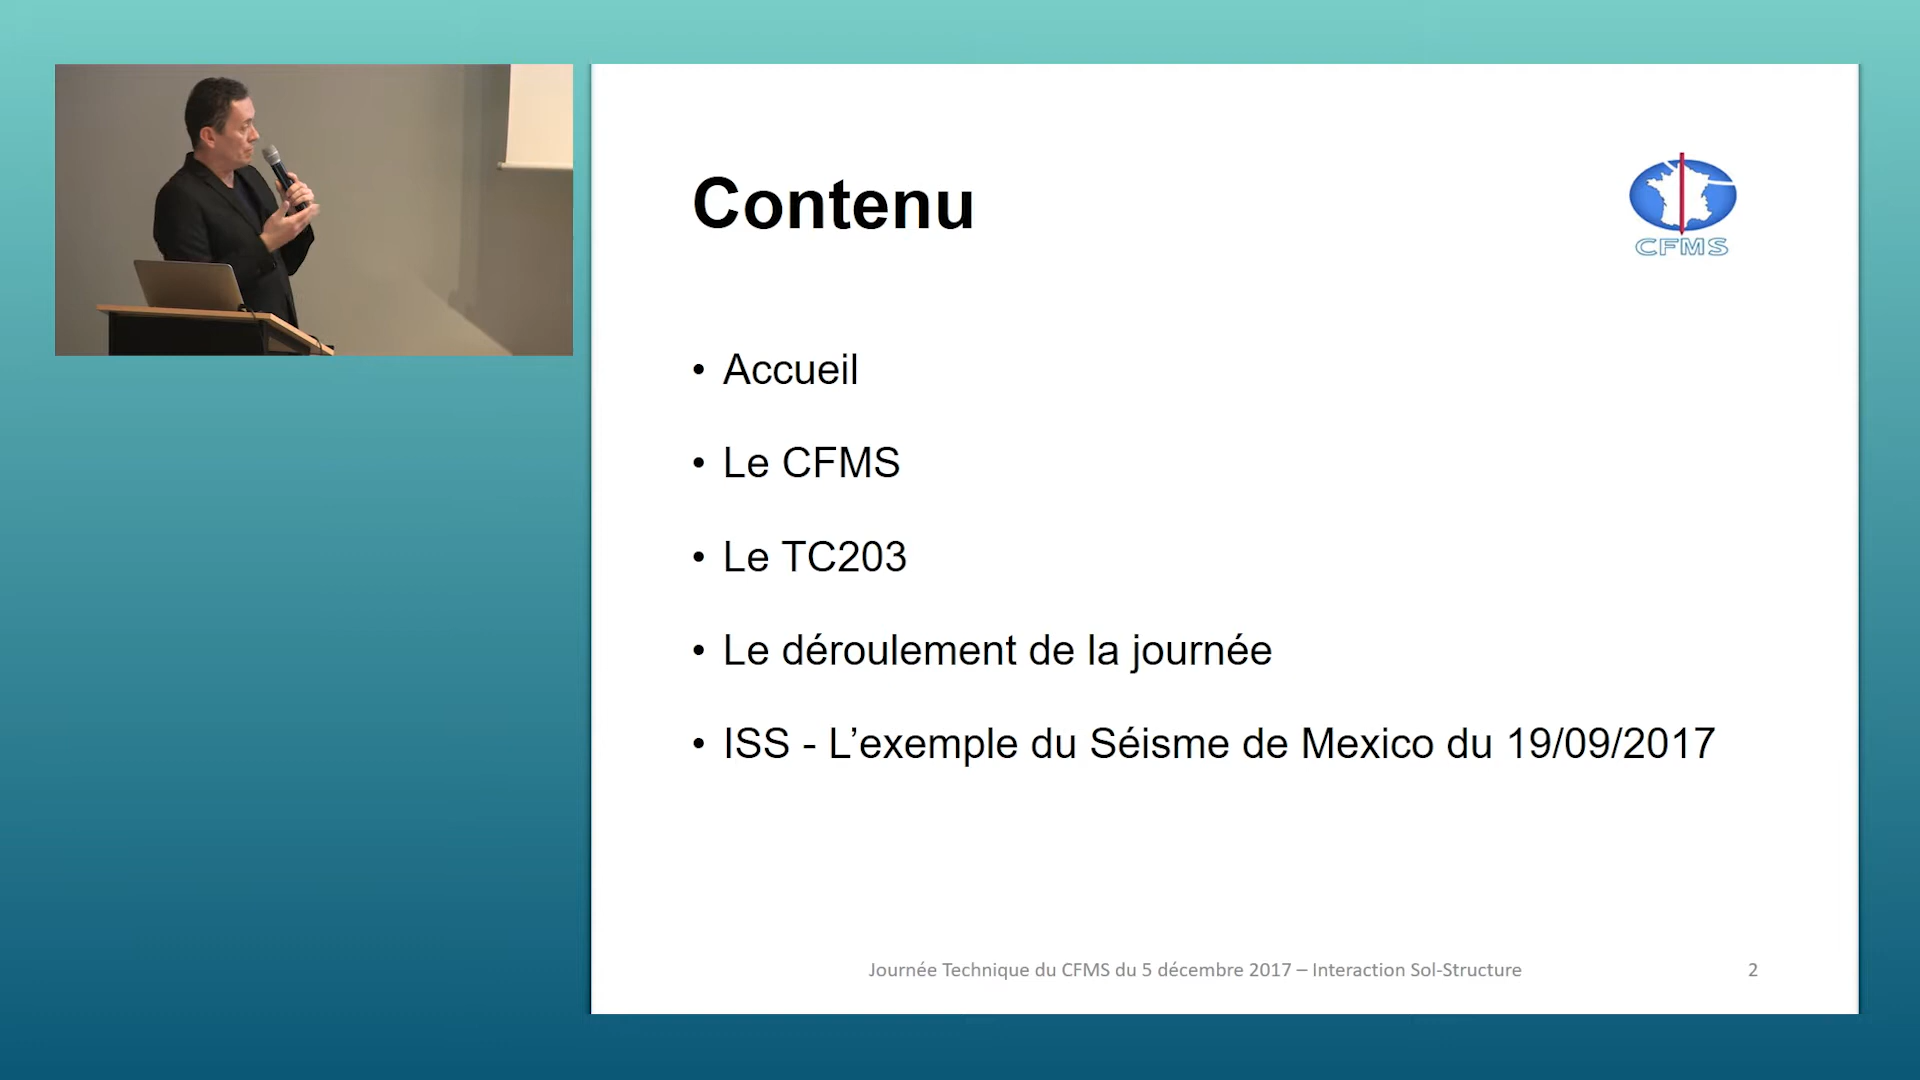 Contenu
CFMS
• Accueil
• Le CFMS
• Le TC203
• Le déroulement de la journée
• ISS - L’exemple du Séisme de Mexico du 19/09/2017
Journée Technique du CFMS du 5 décembre 2017 – Interaction Sol-Structure
2